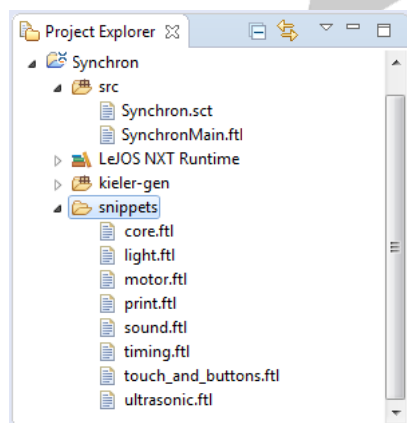 Project Explorer
Synchron
src
Synchron.sct
SynchronMain.ftl
LeJOS NXT Runtime
kieler-gen
snippets
core.ftl
light.ftl
motor.ftl
print.ftl
sound.ftl
timing.ftl
touch_and_buttons.ftl
ultrasonic.ftl